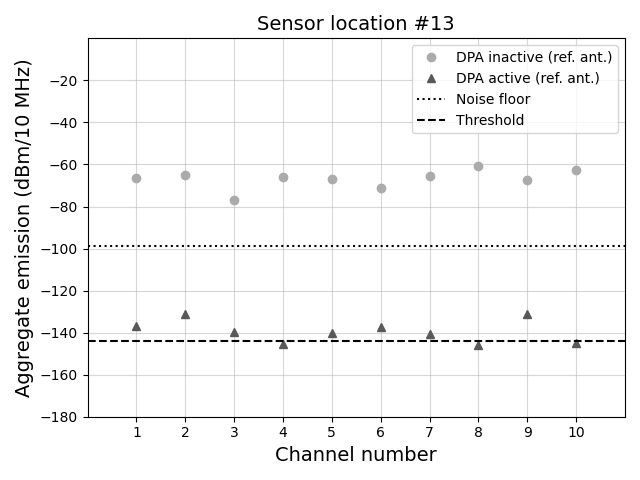 Sensor location #13
DPA inactive (ref. ant.)
DPA active (ref. ant.)
Noise floor
Threshold
Aggregate emission (dBm/10 MHz)
−20
−40
−60
−80
−100
−120
−140
−160
−180
1 2 3 4 5 6 7 8 9 10
Channel number